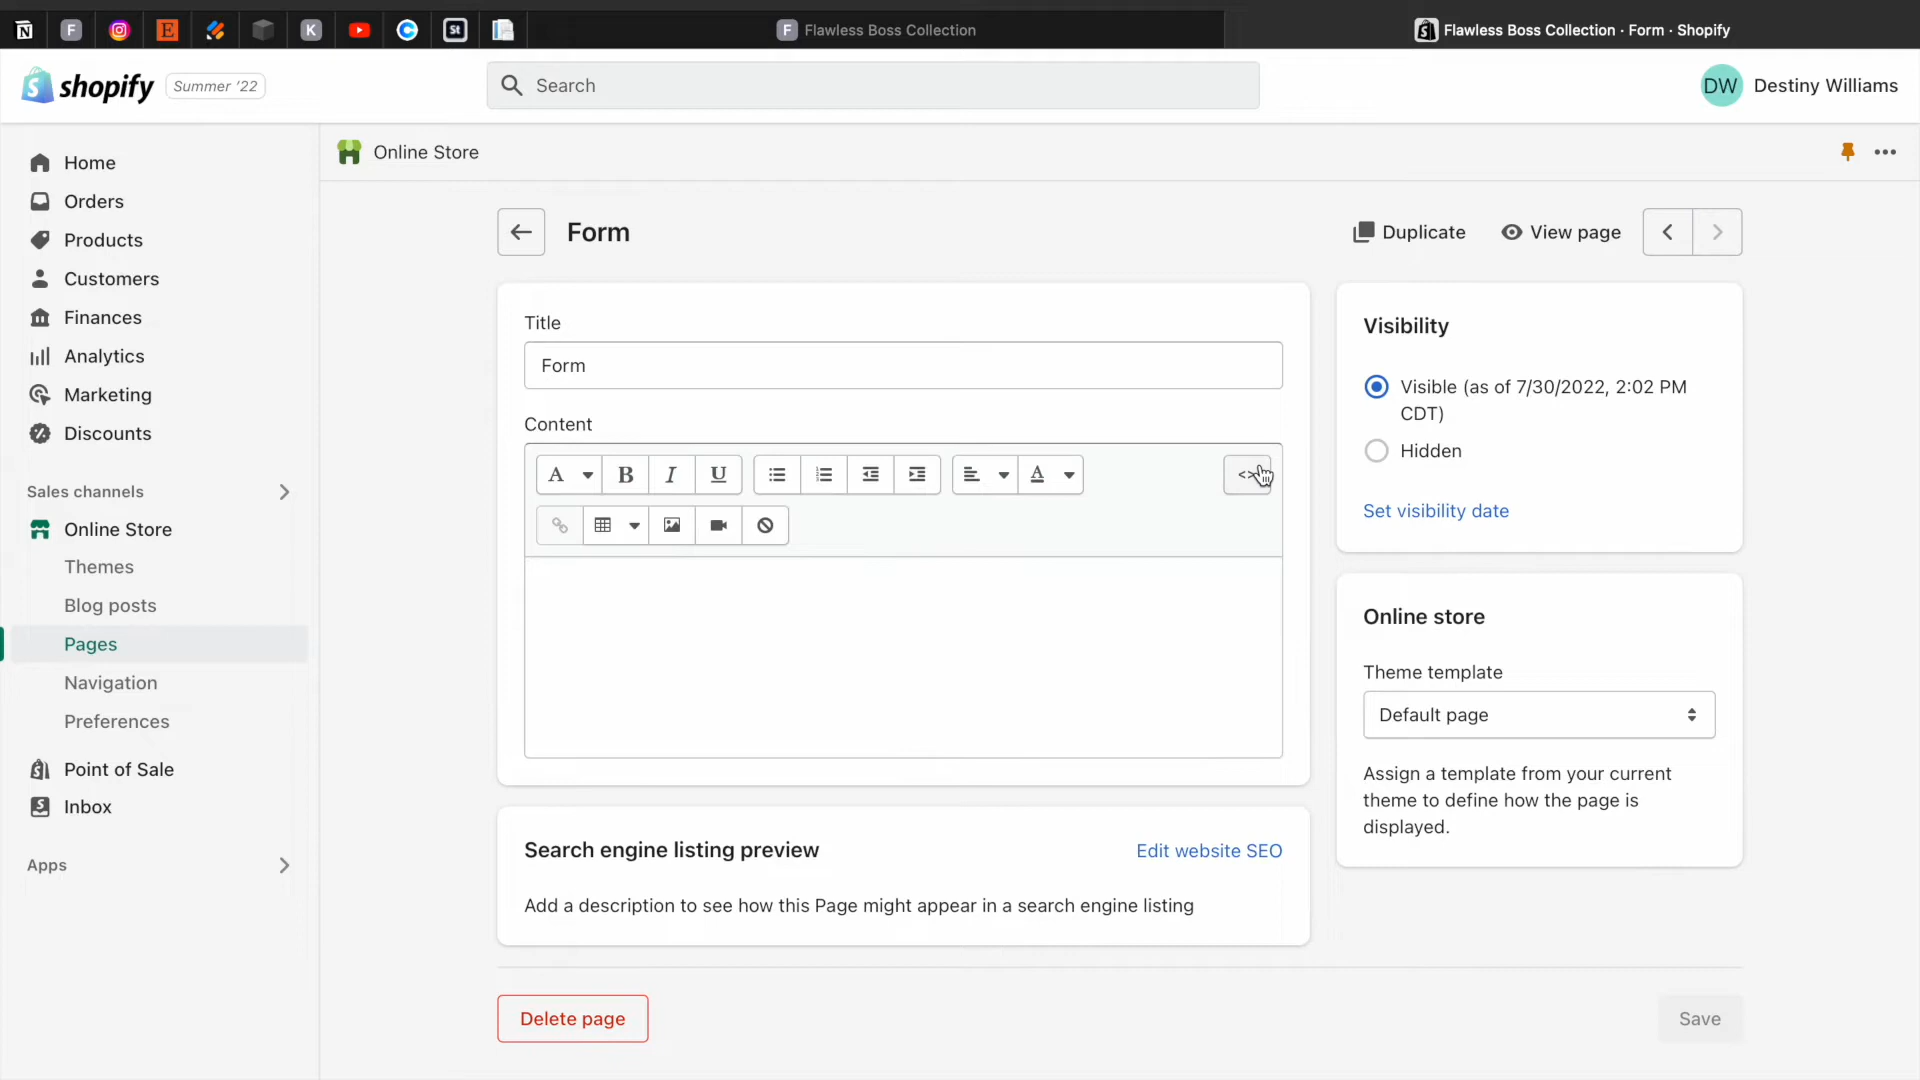 F
E
K
St
F Flawless Boss Collection
Flawless Boss Collection · Form · Shopify
shopify
Summer '22
Search
DW
Destiny Williams
Home
Orders
Products
Customers
Finances
Analytics
Marketing
Discounts
Sales channels
Online Store
Themes
Blog posts
Pages
Navigation
Preferences
Point of Sale
Inbox
Apps
Online Store
Form
Duplicate
View page
Title
Form
Content
A B I U A
Search engine listing preview
Edit website SEO
Add a description to see how this Page might appear in a search engine listing
Delete page
Visibility
Visible (as of 7/30/2022, 2:02 PM
CDT)
Hidden
Set visibility date
Online store
Theme template
Default page
Assign a template from your current
theme to define how the page is
displayed.
Save